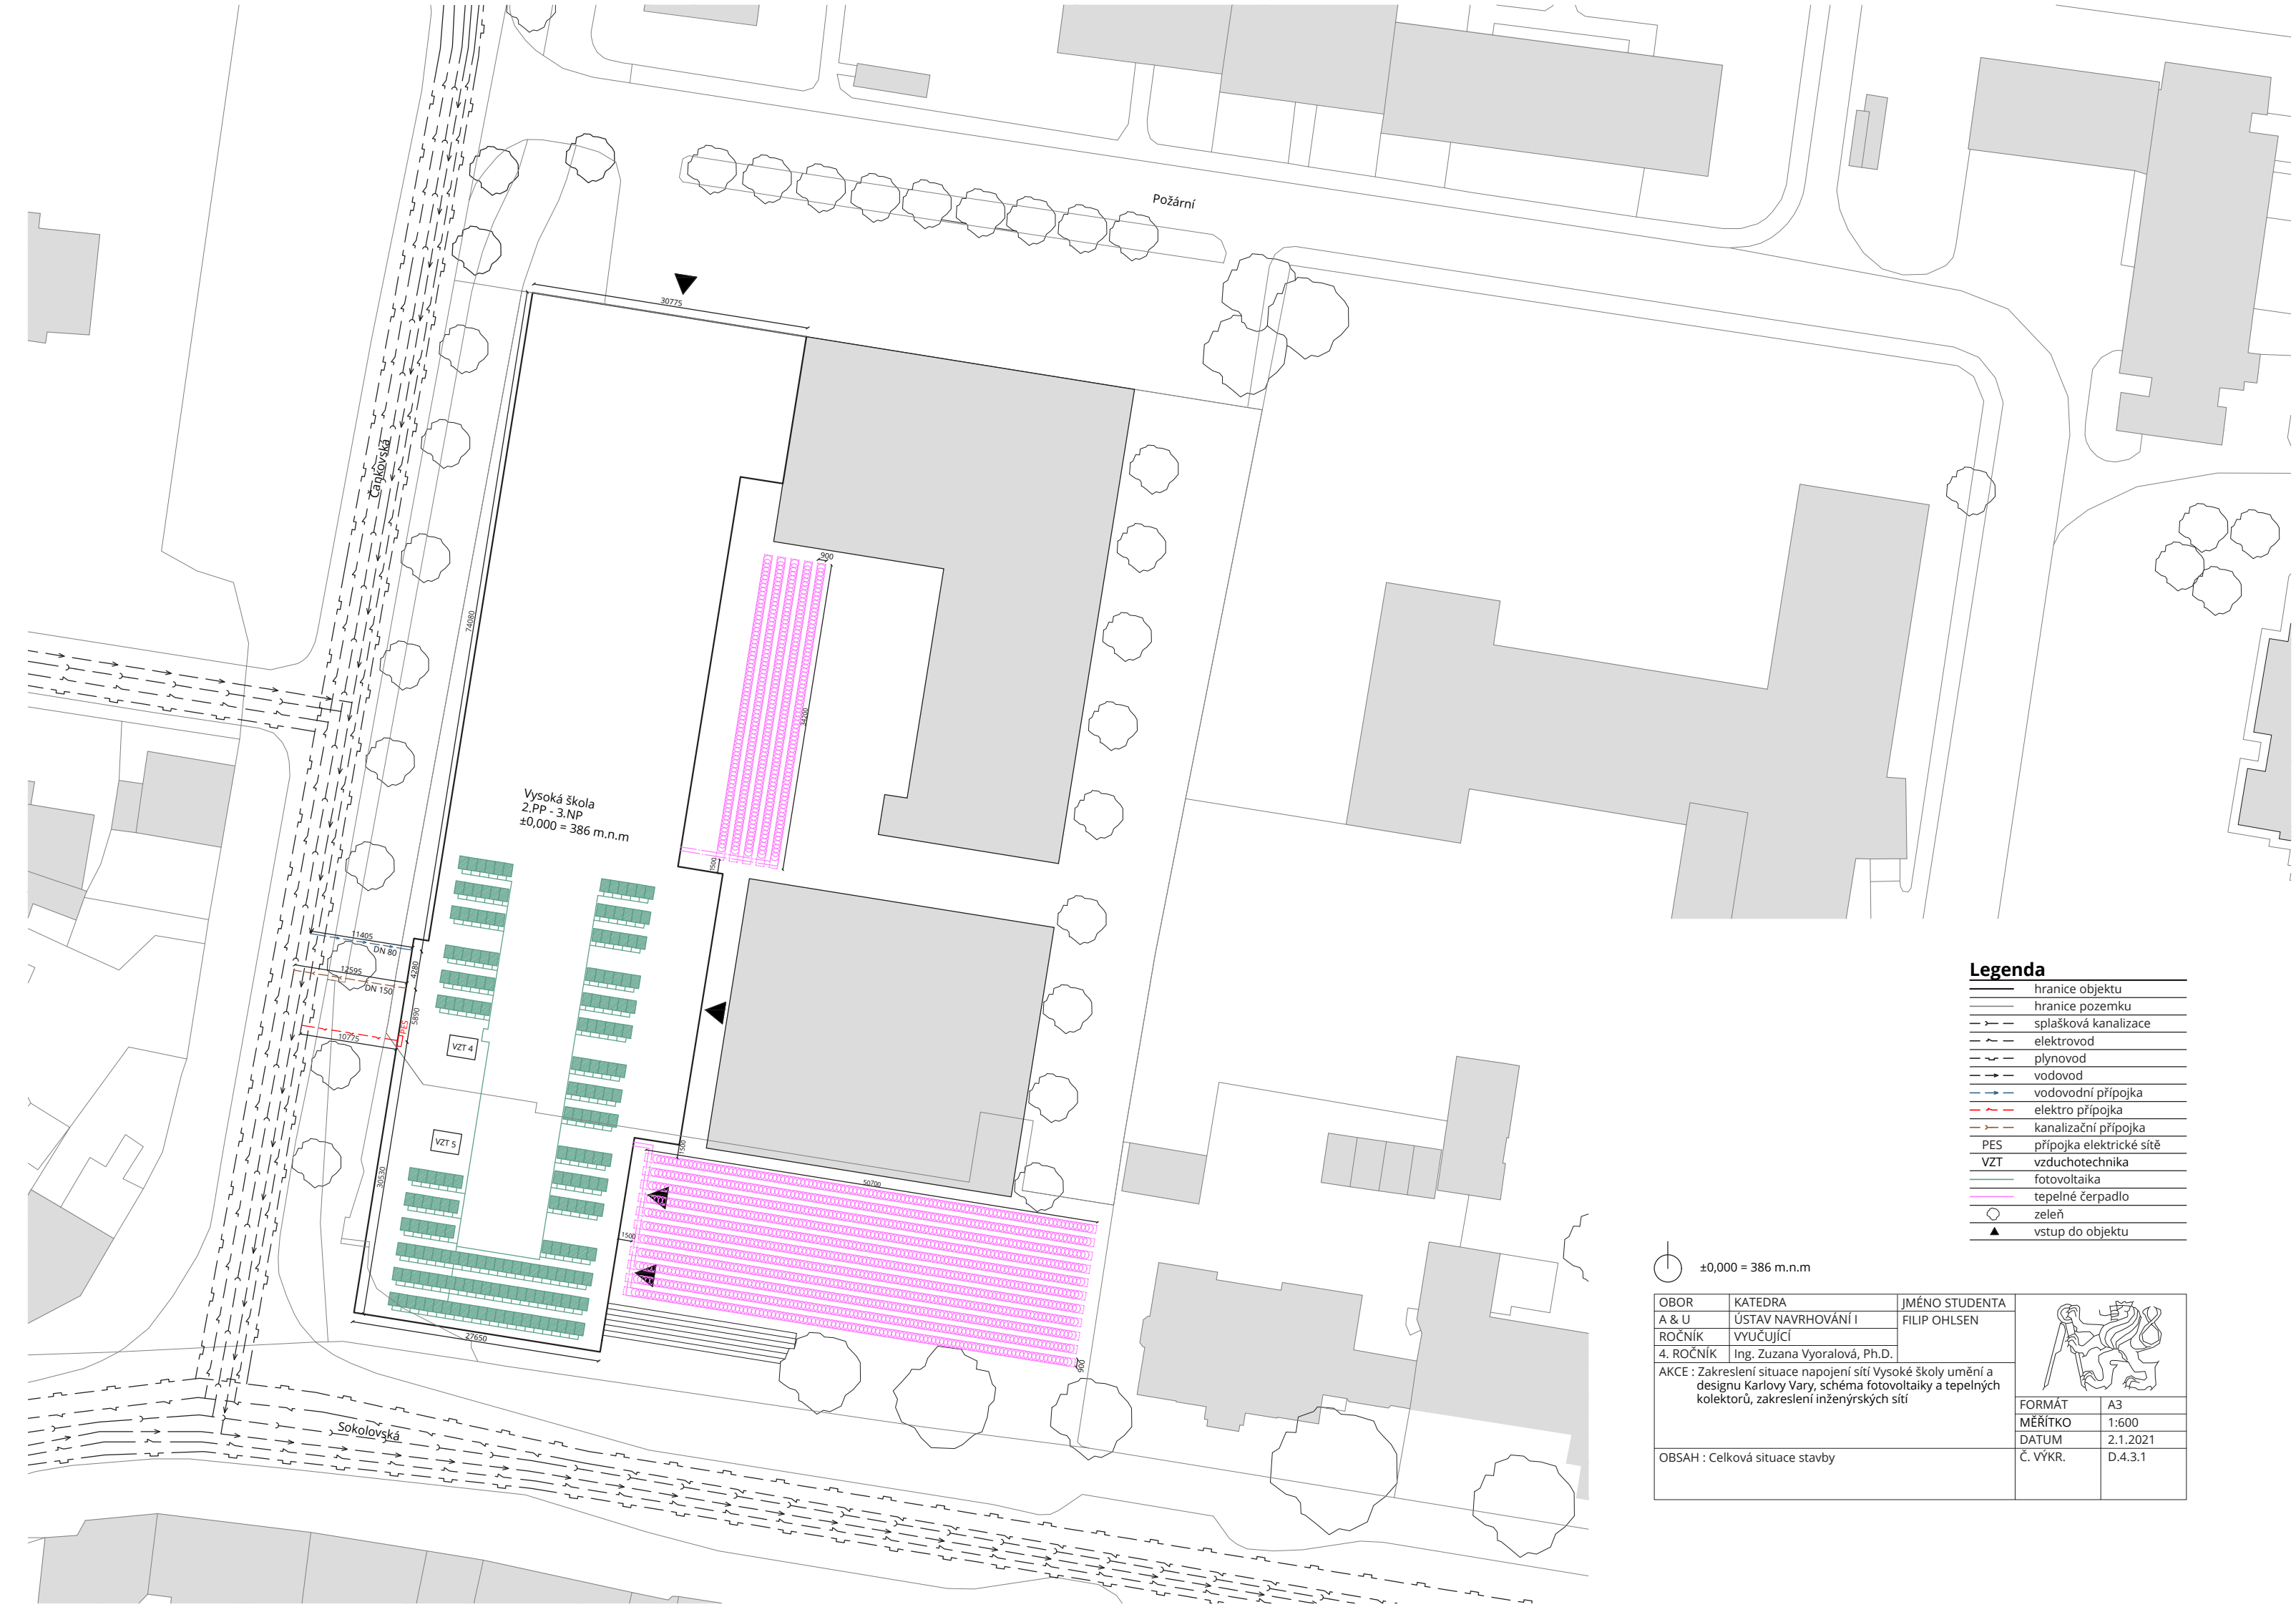 Požární
30775
Čankovská
900
74080
34200
Vysoká škola
2.PP - 3.NP
±0,000 = 386 m.n.m
1500
11405
DN 80
4280
12595
DN 150
5890
PES
10775
VZT 4
VZT 5
1500
30530
50700
1500
27650
900
Sokolovská
Legenda
hranice objektu
hranice pozemku
splašková kanalizace
elektrovod
plynovod
vodovod
vodovodní přípojka
elektro přípojka
kanalizační přípojka
PES přípojka elektrické sítě
VZT vzduchotechnika
fotovoltaika
tepelné čerpadlo
zeleň
vstup do objektu
±0,000 = 386 m.n.m
OBOR KATEDRA JMÉNO STUDENTA
A & U ÚSTAV NAVRHOVÁNÍ I FILIP OHLSEN
ROČNÍK VYUČUJÍCÍ
4. ROČNÍK Ing. Zuzana Vyoralová, Ph.D.
AKCE : Zakreslení situace napojení sítí Vysoké školy umění a
designu Karlovy Vary, schéma fotovoltaiky a tepelných
kolektorů, zakreslení inženýrských sítí
FORMÁT A3
MĚŘÍTKO 1:600
DATUM 2.1.2021
OBSAH : Celková situace stavby
Č. VÝKR. D.4.3.1